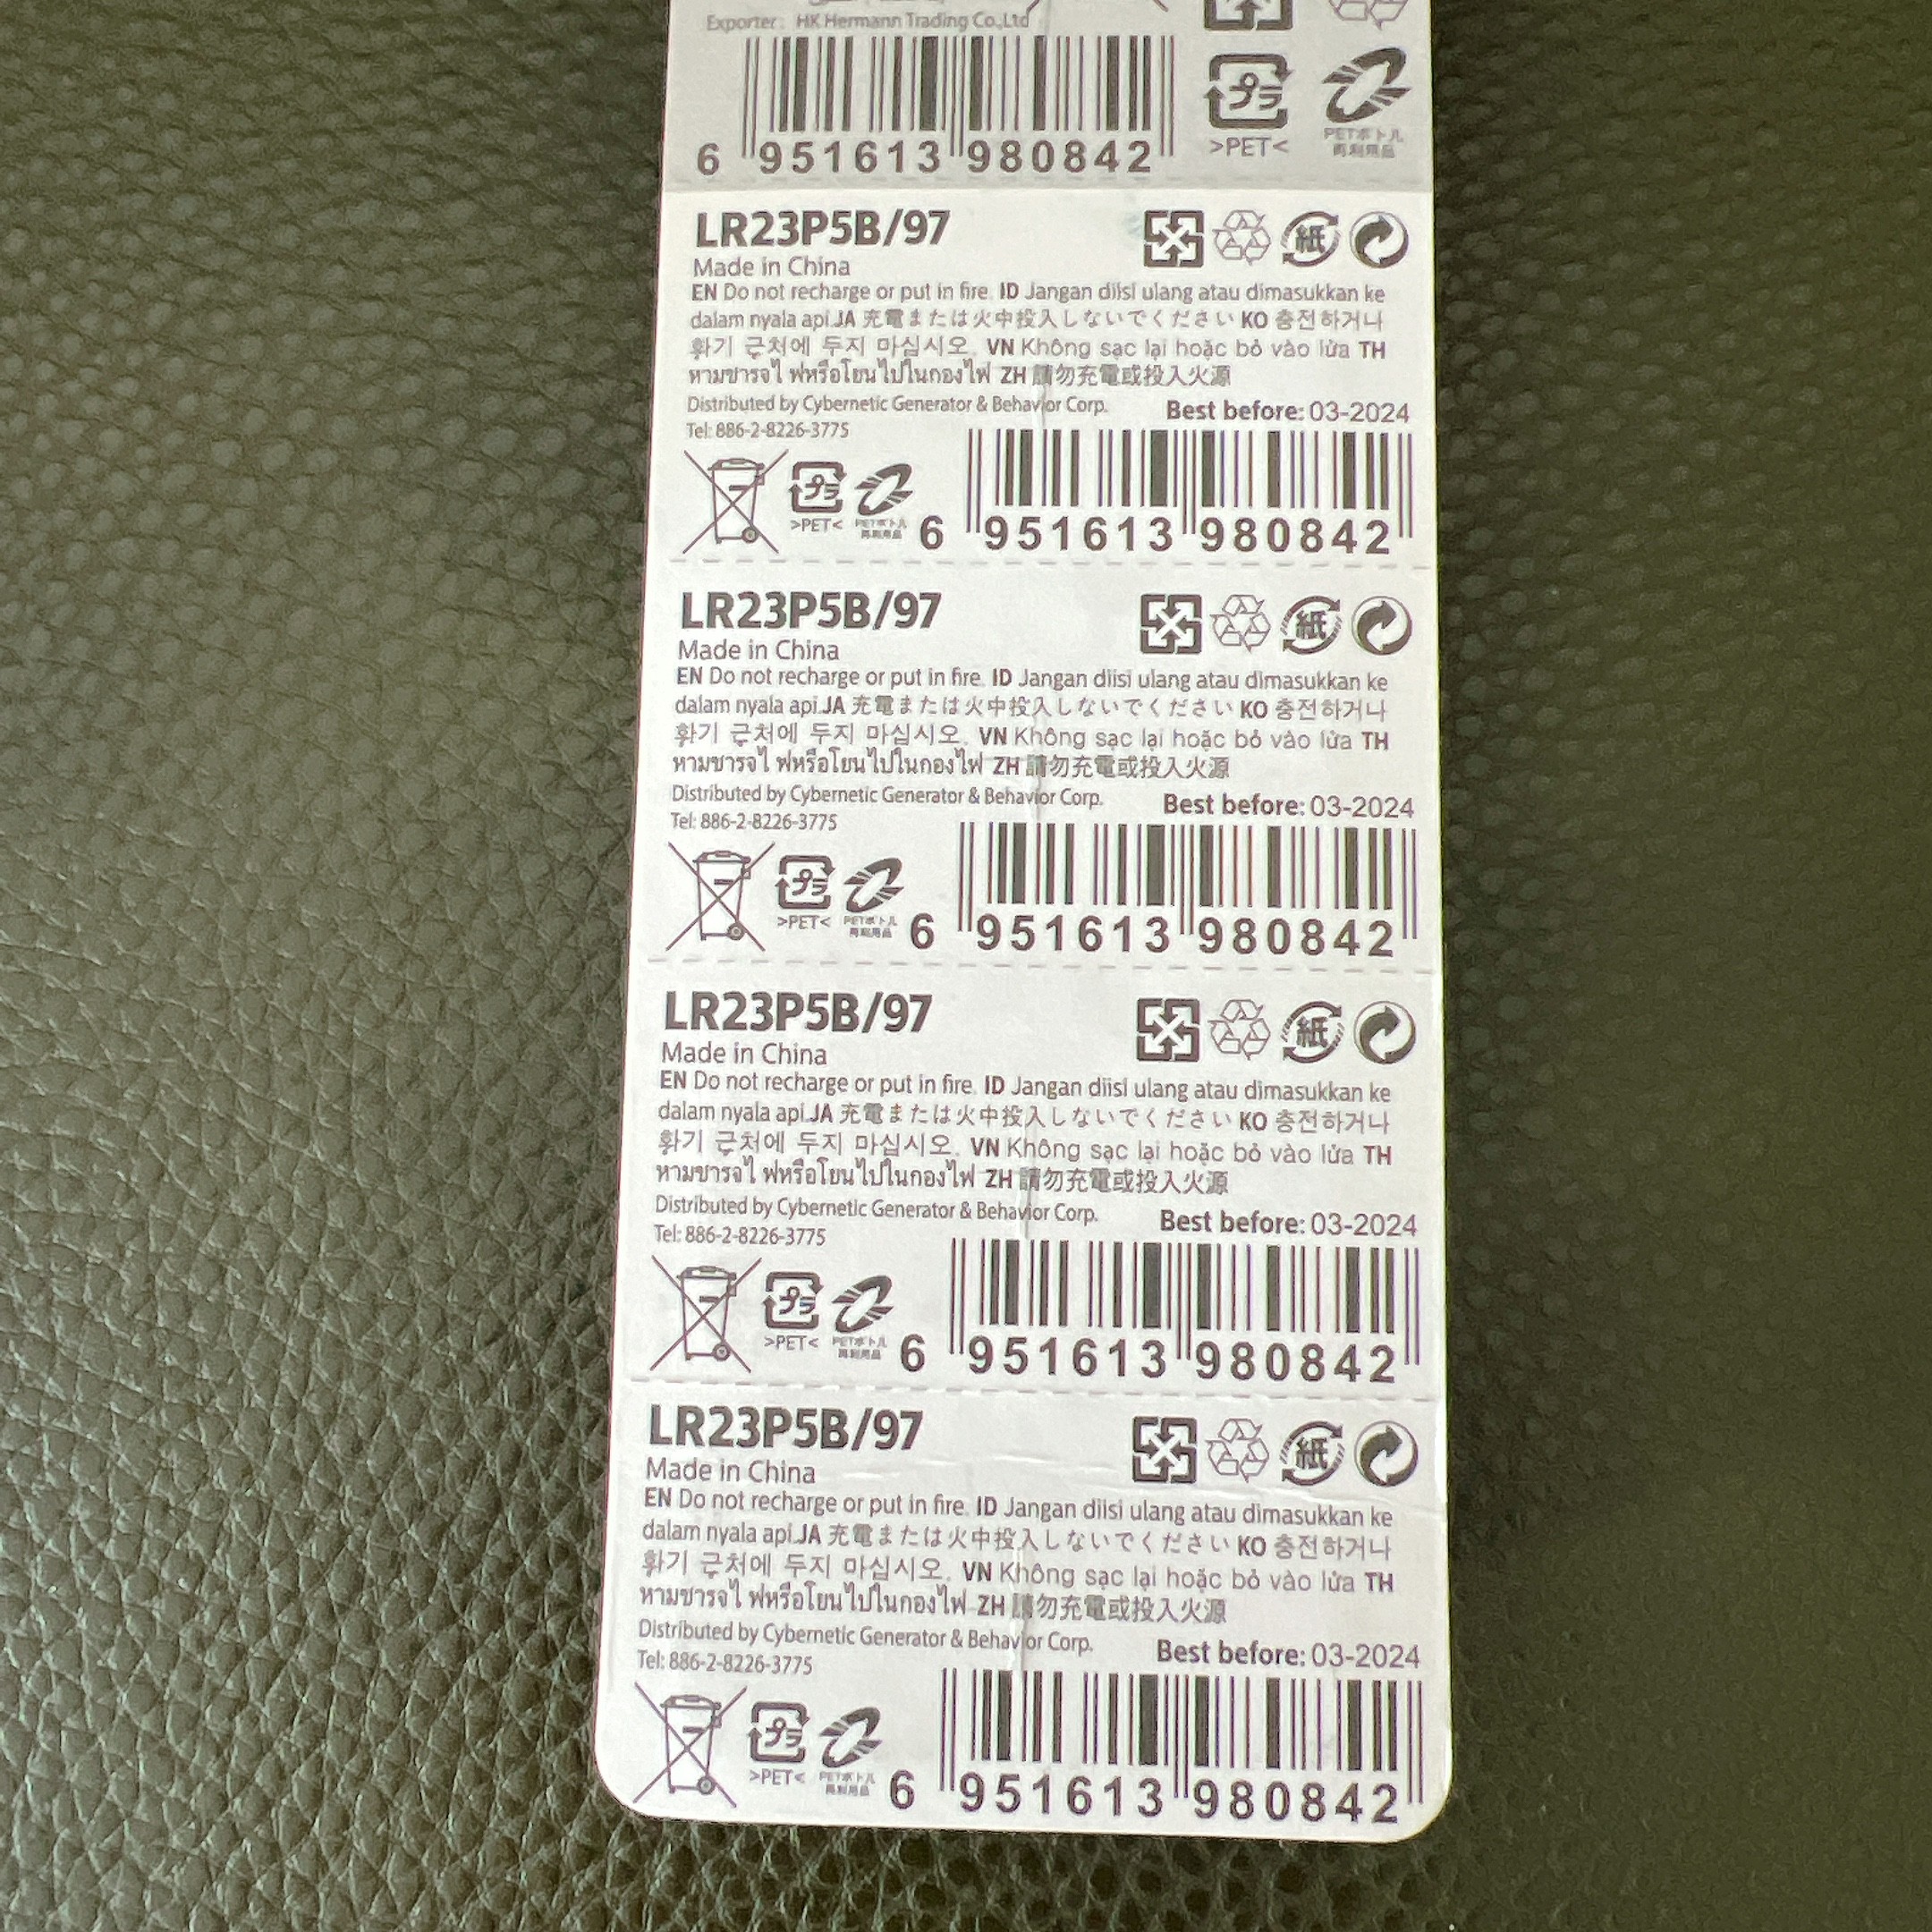 Exporter: HK Hermann Trading Co.,Ltd
6 951613 980842
プラ
>PET<
PETボトル
再利用品
LR23P5B/97
紙
Made in China
EN Do not recharge or put in fire. ID Jangan diisi ulang atau dimasukkan ke
dalam nyala api.JA 充電または火中投入しないでください KO 충전하거나
화기 근처에 두지 마십시오. VN Không sạc lại hoặc bỏ vào lửa TH
หามชารจไ ฟหรือโยนไปในกองไฟ ZH 請勿充電或投入火源
Distributed by Cybernetic Generator & Behavior Corp.
Best before: 03-2024
Tel: 886-2-8226-3775
プラ
>PET<
PETボトル
再利用品
6 951613 980842
LR23P5B/97
紙
Made in China
EN Do not recharge or put in fire. ID Jangan diisi ulang atau dimasukkan ke
dalam nyala api.JA 充電または火中投入しないでください KO 충전하거나
화기 근처에 두지 마십시오. VN Không sạc lại hoặc bỏ vào lửa TH
หามชารจไ ฟหรือโยนไปในกองไฟ ZH 請勿充電或投入火源
Distributed by Cybernetic Generator & Behavior Corp.
Best before: 03-2024
Tel: 886-2-8226-3775
プラ
>PET<
PETボトル
再利用品
6 951613 980842
LR23P5B/97
紙
Made in China
EN Do not recharge or put in fire. ID Jangan diisi ulang atau dimasukkan ke
dalam nyala api.JA 充電または火中投入しないでください KO 충전하거나
화기 근처에 두지 마십시오. VN Không sạc lại hoặc bỏ vào lửa TH
หามชารจไ ฟหรือโยนไปในกองไฟ ZH 請勿充電或投入火源
Distributed by Cybernetic Generator & Behavior Corp.
Best before: 03-2024
Tel: 886-2-8226-3775
プラ
>PET<
PETボトル
再利用品
6 951613 980842
LR23P5B/97
紙
Made in China
EN Do not recharge or put in fire. ID Jangan diisi ulang atau dimasukkan ke
dalam nyala api.JA 充電または火中投入しないでください KO 충전하거나
화기 근처에 두지 마십시오. VN Không sạc lại hoặc bỏ vào lửa TH
หามชารจไ ฟหรือโยนไปในกองไฟ ZH 請勿充電或投入火源
Distributed by Cybernetic Generator & Behavior Corp.
Best before: 03-2024
Tel: 886-2-8226-3775
プラ
>PET<
PETボトル
再利用品
6 951613 980842